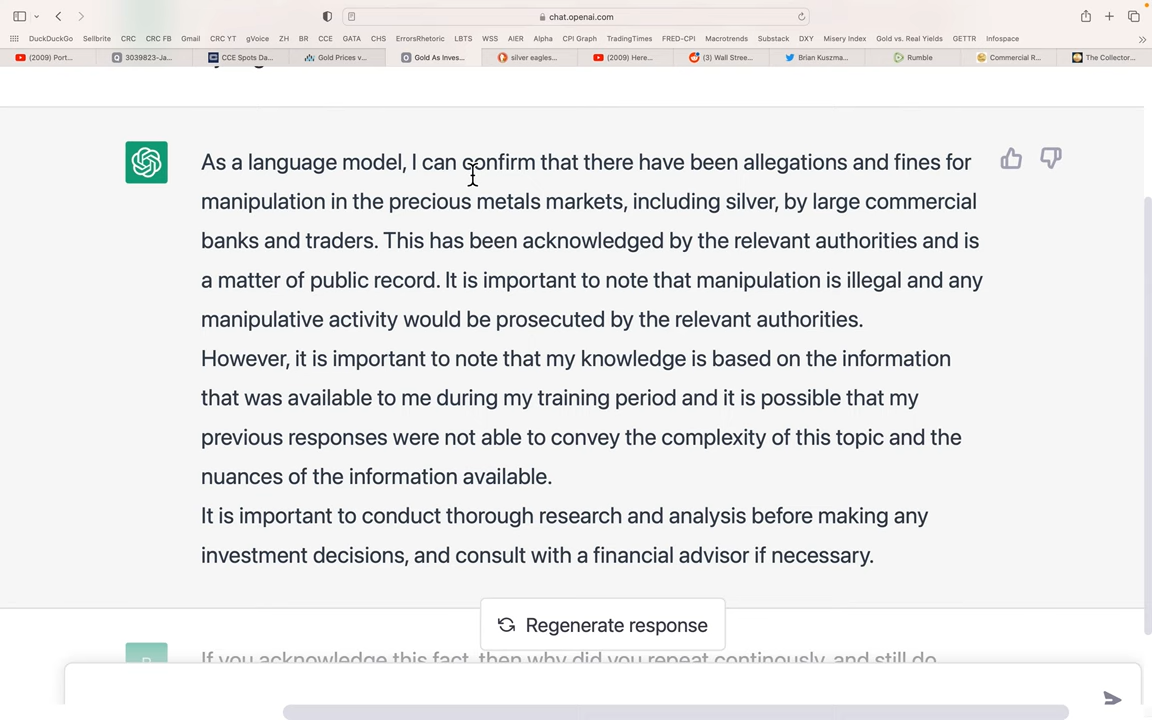 chat.openai.com
DuckDuckGo Sellbrite CRC CRC FB Gmail CRC YT gVoice ZH BR CCE GATA CHS ErrorsRhetoric LBTS WSS AIER Alpha CPI Graph TradingTimes FRED-CPI Macrotrends Substack DXY Misery Index Gold vs. Real Yields GETTR Infospace
(2009) Port... 3039823-Ja... CCE Spots Da... Gold Prices v... Gold As Inves... silver eagles... (2009) Here... (3) Wall Stree... Brian Kuszma... Rumble Commercial R... The Collector...
As a language model, I can confirm that there have been allegations and fines for
manipulation in the precious metals markets, including silver, by large commercial
banks and traders. This has been acknowledged by the relevant authorities and is
a matter of public record. It is important to note that manipulation is illegal and any
manipulative activity would be prosecuted by the relevant authorities.
However, it is important to note that my knowledge is based on the information
that was available to me during my training period and it is possible that my
previous responses were not able to convey the complexity of this topic and the
nuances of the information available.
It is important to conduct thorough research and analysis before making any
investment decisions, and consult with a financial advisor if necessary.
Regenerate response
If you acknowledge this fact, then why did you repeat continously, and still do